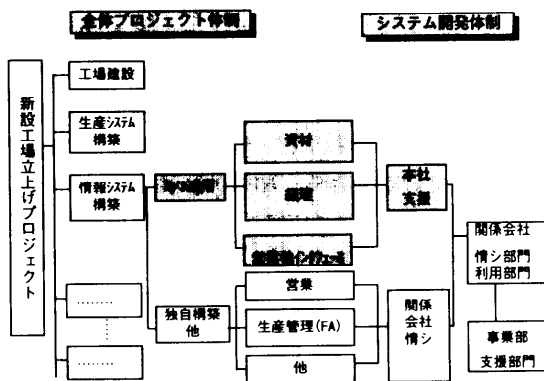 全体プロジェクト体制
システム開発体制
新設工場立上げプロジェクト
工場建設
生産システム
構築
情報システム
構築
………
………
独自構築
他
資材
経理
営業
生産管理(FA)
他
本社
支援
関係
会社
情シ
関係会社
情シ部門
利用部門
事業部
支援部門